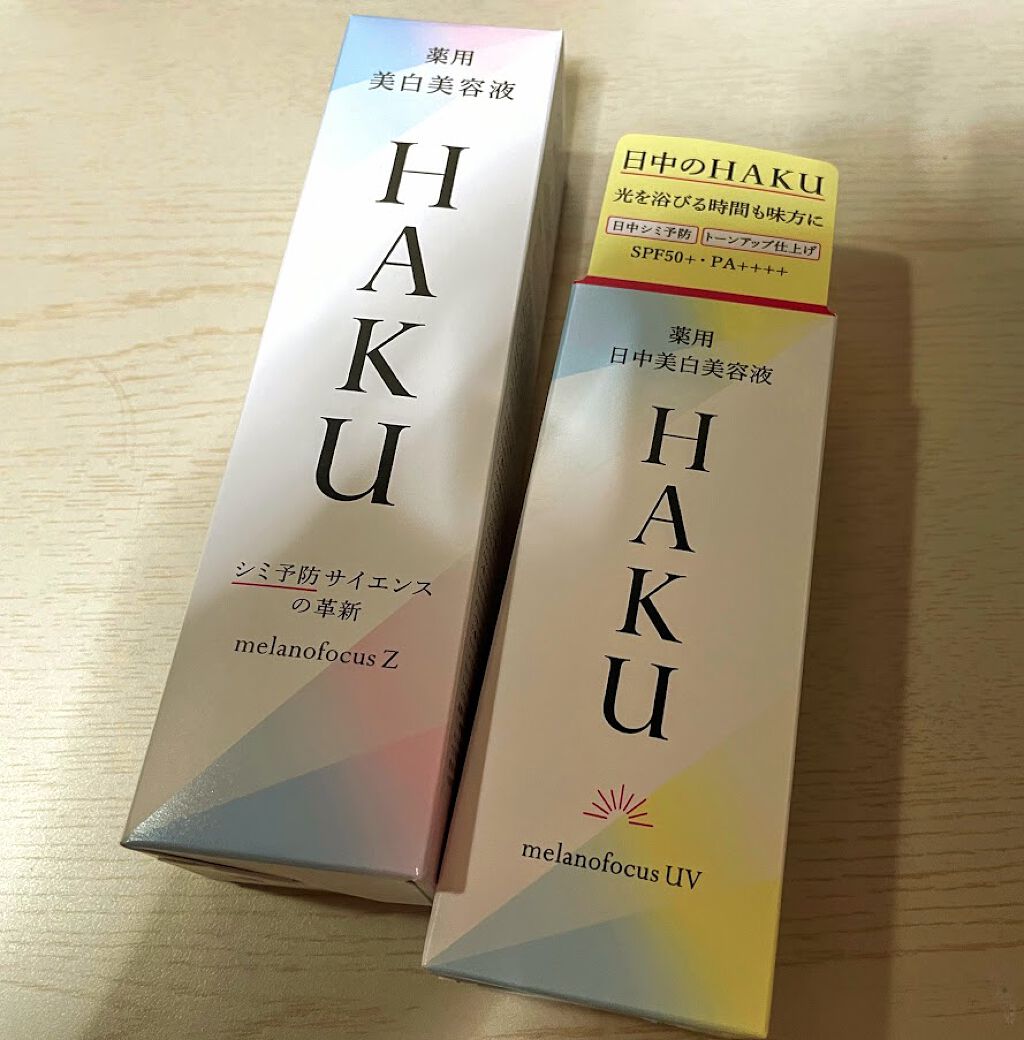 薬用
美白美容液
HAKU
シミ予防サイエンス
の革新
melanofocus Z
日中のHAKU
光を浴びる時間も味方に
日中シミ予防 トーンアップ仕上げ
SPF50+・PA++++
薬用
日中美白美容液
HAKU
melanofocus UV